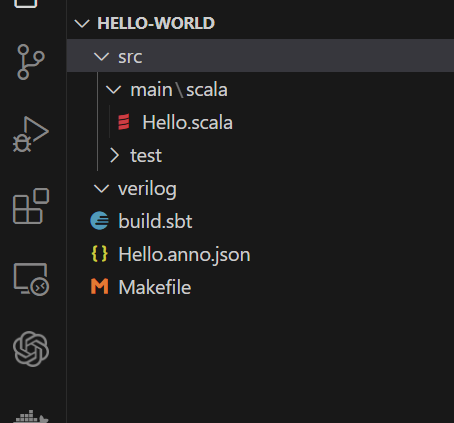 HELLO-WORLD
src
main\scala
Hello.scala
test
verilog
build.sbt
{} Hello.anno.json
Makefile